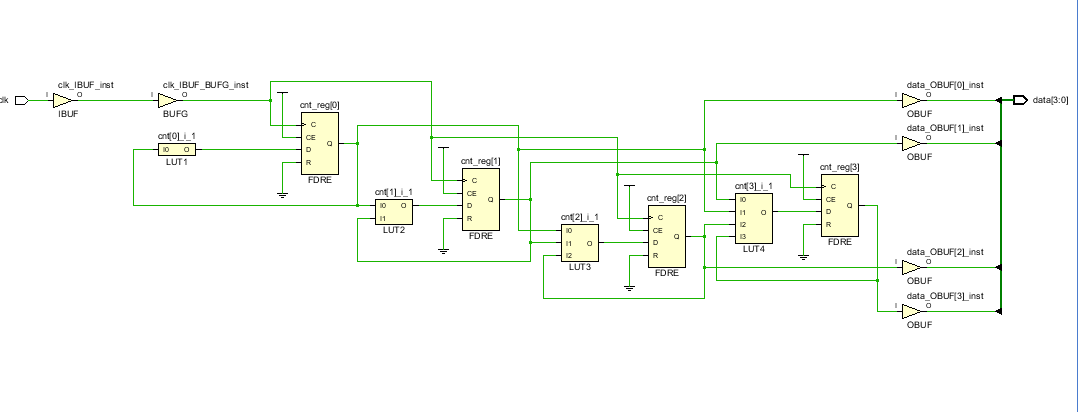 clk
clk_IBUF_inst
I O
IBUF
clk_IBUF_BUFG_inst
I O
BUFG
cnt[0]_i_1
I0 O
LUT1
cnt_reg[0]
C
CE
D
R
Q
FDRE
cnt[1]_i_1
I0
I1
O
LUT2
cnt_reg[1]
C
CE
D
R
Q
FDRE
cnt[2]_i_1
I0
I1
I2
O
LUT3
cnt_reg[2]
C
CE
D
R
Q
FDRE
cnt[3]_i_1
I0
I1
I2
I3
O
LUT4
cnt_reg[3]
C
CE
D
R
Q
FDRE
data_OBUF[0]_inst
I O
OBUF
data_OBUF[1]_inst
I O
OBUF
data_OBUF[2]_inst
I O
OBUF
data_OBUF[3]_inst
I O
OBUF
data[3:0]